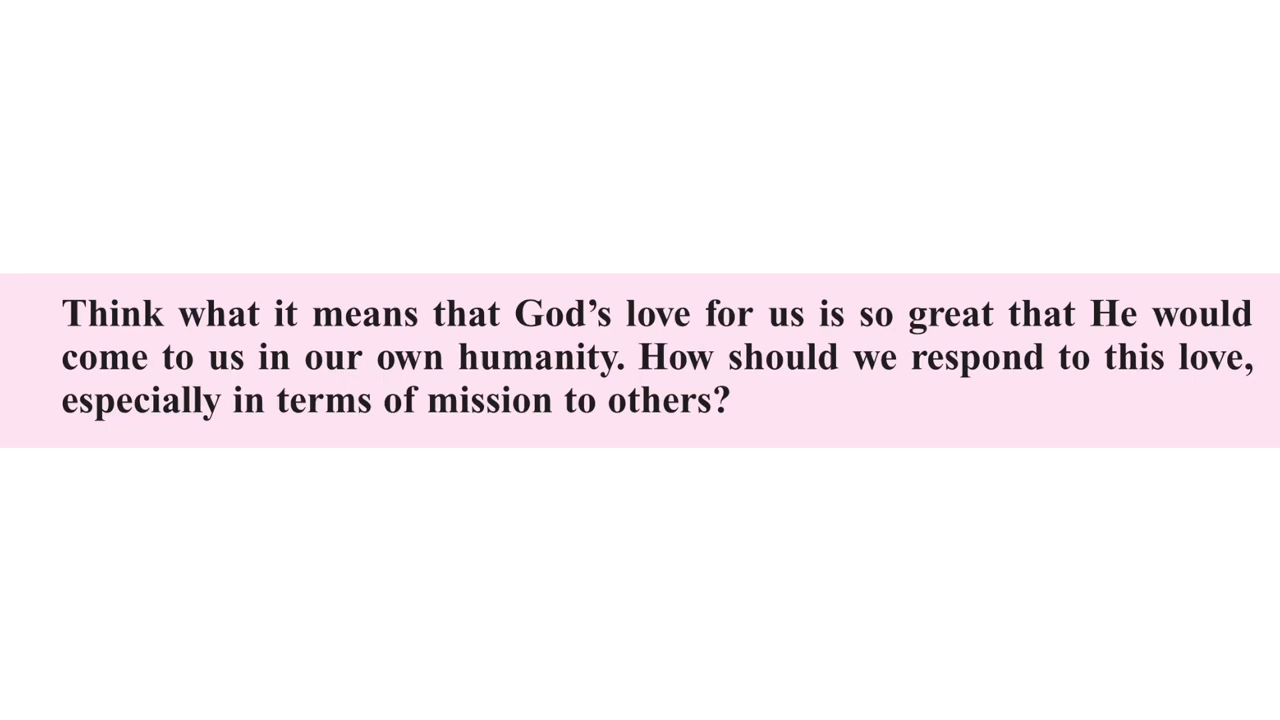 Think what it means that God’s love for us is so great that He would
come to us in our own humanity. How should we respond to this love,
especially in terms of mission to others?